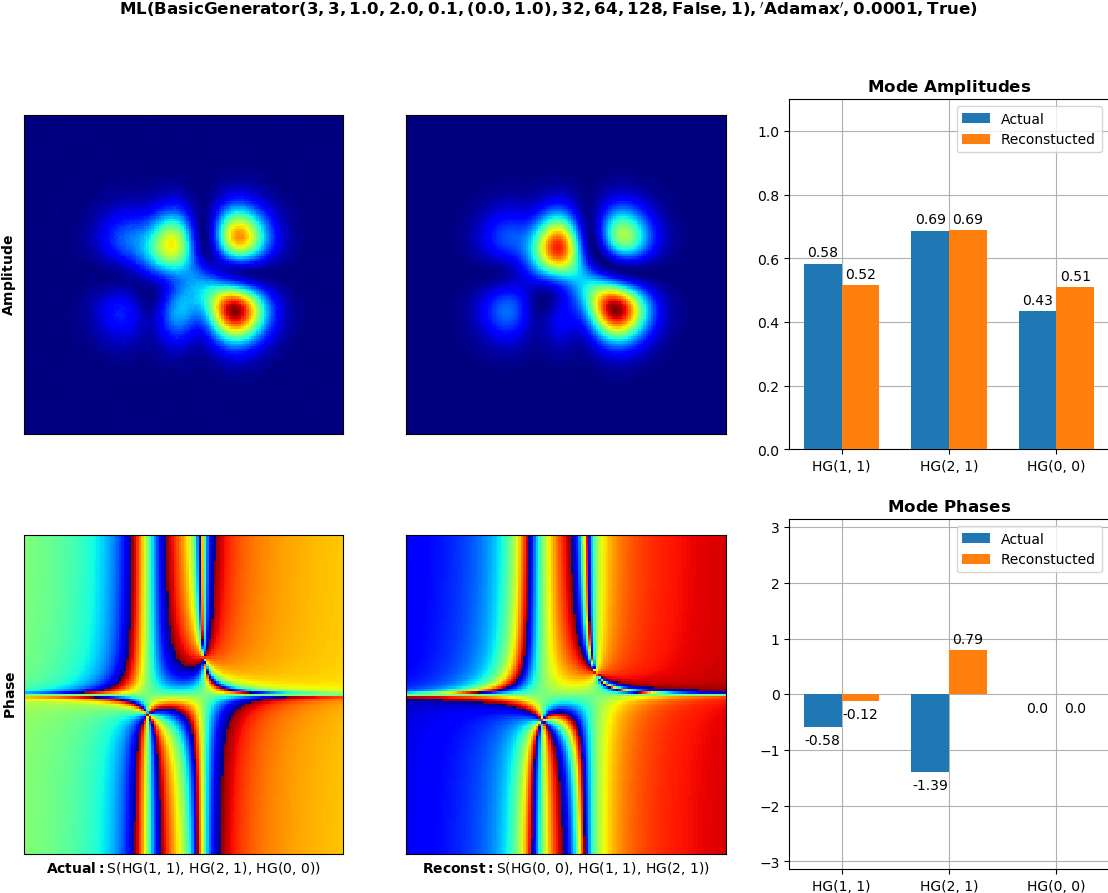 ML(BasicGenerator(3, 3, 1.0, 2.0, 0.1, (0.0, 1.0), 32, 64, 128, False, 1), ′Adamax′, 0.0001, True)
Amplitude
Mode Amplitudes
Actual
Reconstucted
1.0
0.8
0.6
0.4
0.2
0.0
0.58
0.52
0.69
0.69
0.43
0.51
HG(1, 1)
HG(2, 1)
HG(0, 0)
Phase
Actual: S(HG(1, 1), HG(2, 1), HG(0, 0))
Reconst: S(HG(0, 0), HG(1, 1), HG(2, 1))
Mode Phases
Actual
Reconstucted
3
2
1
0
−1
−2
−3
-0.58
-0.12
-1.39
0.79
0.0
0.0
HG(1, 1)
HG(2, 1)
HG(0, 0)